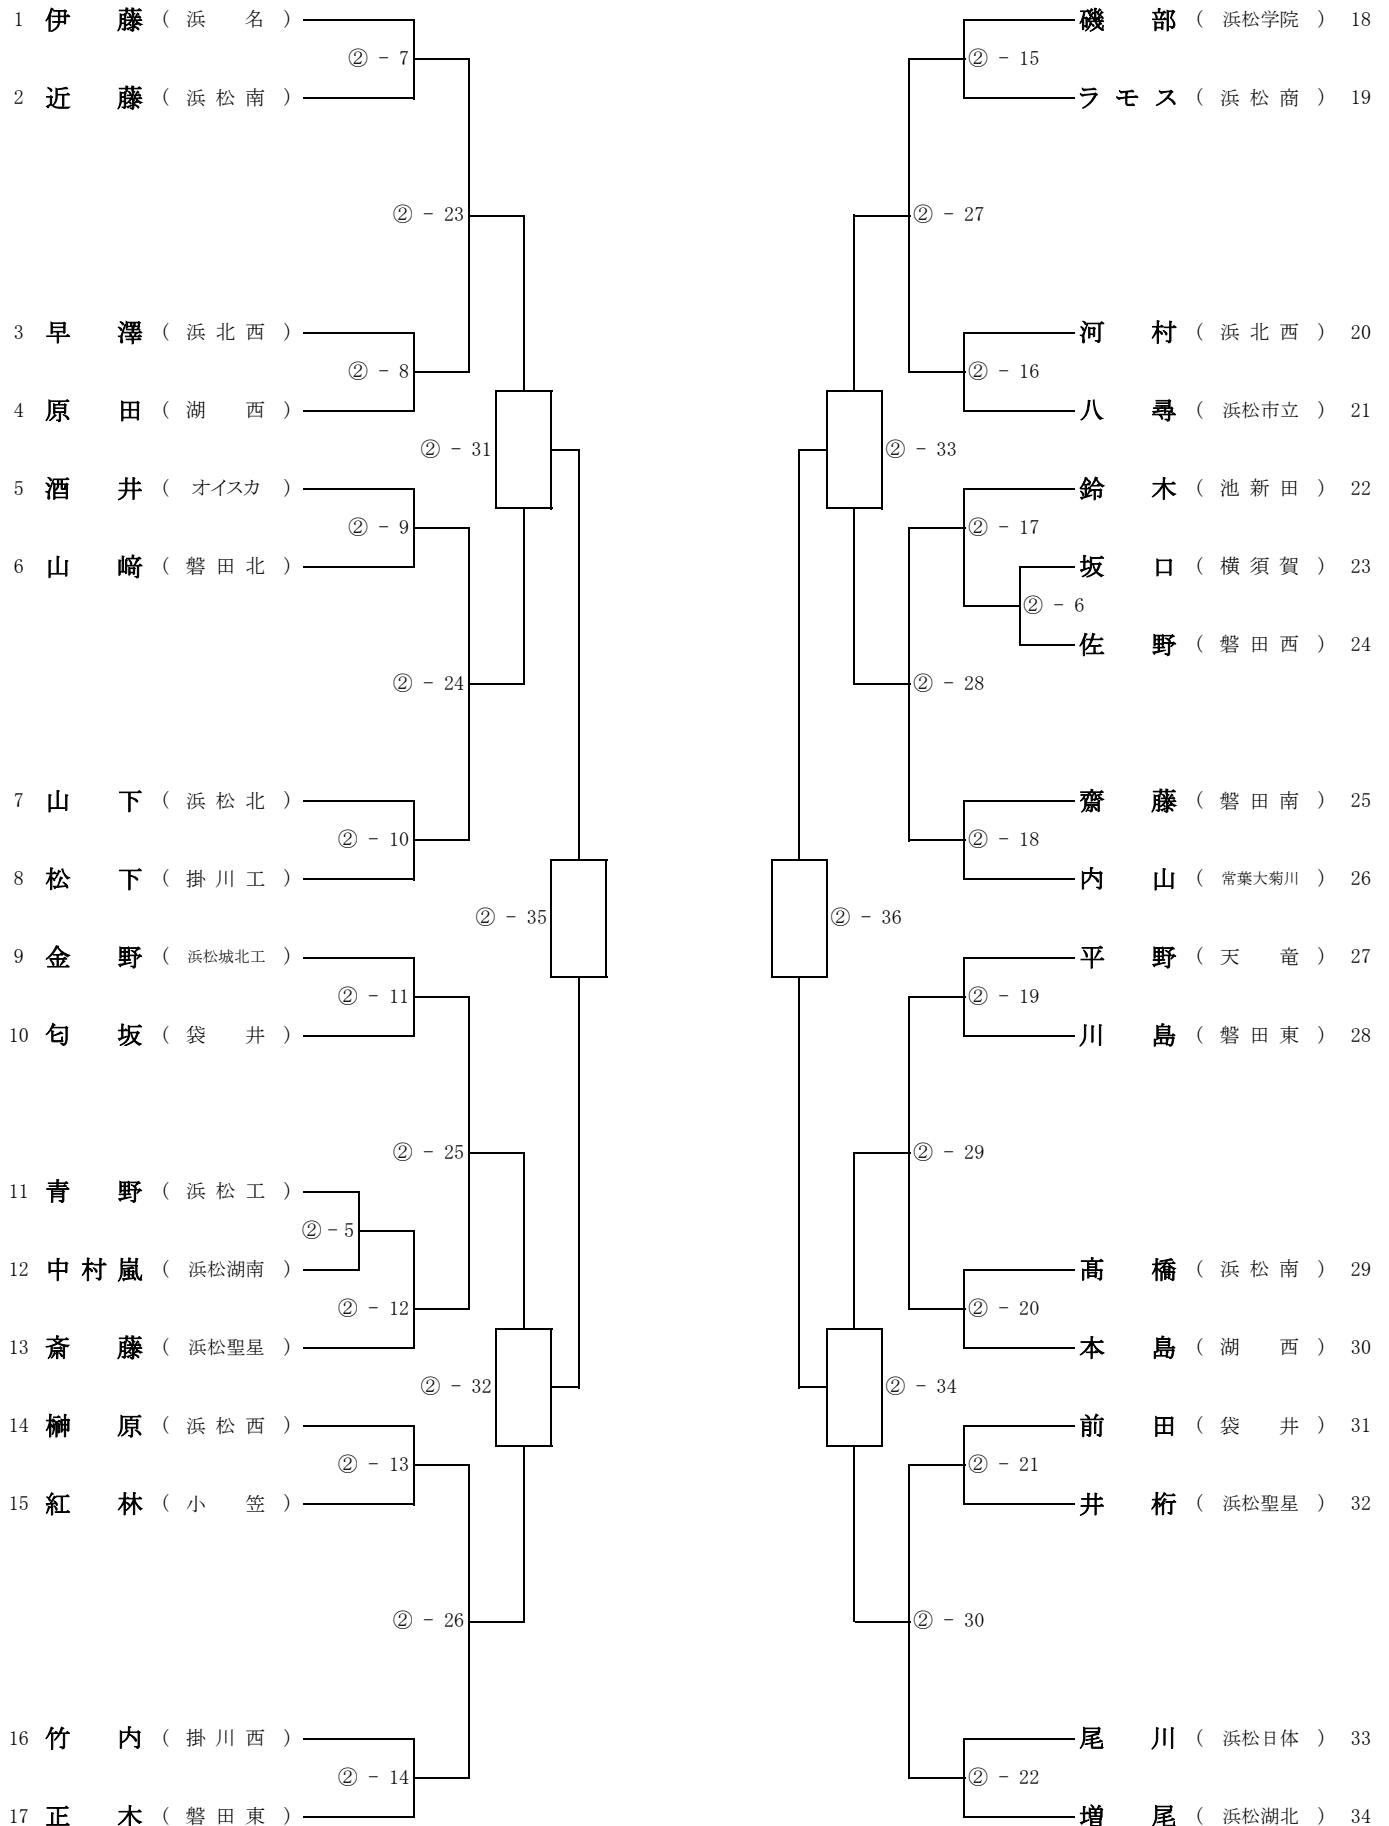 1 伊藤 ( 浜名 ) 磯部 ( 浜松学院 ) 18
② - 7 ② - 15
2 近藤 ( 浜松南 ) ラモス ( 浜松商 ) 19
② - 23 ② - 27
3 早澤 ( 浜北西 ) 河村 ( 浜北西 ) 20
② - 8 ② - 16
4 原田 ( 湖西 ) 八尋 ( 浜松市立 ) 21
② - 31 ② - 33
5 酒井 ( オイスカ ) 鈴木 ( 池新田 ) 22
② - 9 ② - 17
6 山﨑 ( 磐田北 ) 坂口 ( 横須賀 ) 23
② - 6
佐野 ( 磐田西 ) 24
② - 24 ② - 28
7 山下 ( 浜松北 ) 齋藤 ( 磐田南 ) 25
② - 10 ② - 18
8 松下 ( 掛川工 ) 内山 ( 常葉大菊川 ) 26
② - 35 ② - 36
9 金野 ( 浜松城北工 ) 平野 ( 天竜 ) 27
② - 11 ② - 19
10 匂坂 ( 袋井 ) 川島 ( 磐田東 ) 28
② - 25 ② - 29
11 青野 ( 浜松工 )
② - 5
12 中村嵐 ( 浜松湖南 ) 髙橋 ( 浜松南 ) 29
② - 12 ② - 20
13 斎藤 ( 浜松聖星 ) 本島 ( 湖西 ) 30
② - 32 ② - 34
14 榊原 ( 浜松西 ) 前田 ( 袋井 ) 31
② - 13 ② - 21
15 紅林 ( 小笠 ) 井桁 ( 浜松聖星 ) 32
② - 26 ② - 30
16 竹内 ( 掛川西 ) 尾川 ( 浜松日体 ) 33
② - 14 ② - 22
17 正木 ( 磐田東 ) 増尾 ( 浜松湖北 ) 34